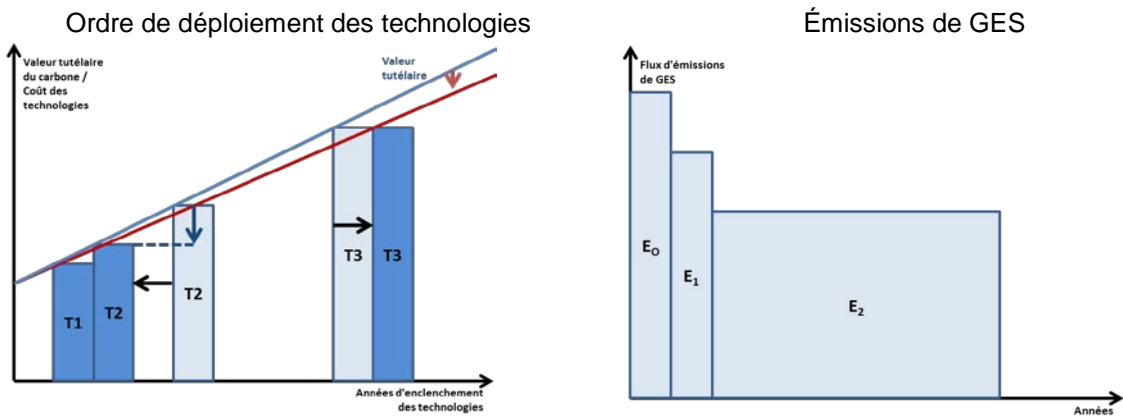 Ordre de déploiement des technologies
Valeur tutélaire
du carbone /
Coût des
technologies
Valeur
tutélaire
T1
T2
T2
T3
T3
Années d'enclenchement
des technologies
Émissions de GES
Flux d'émissions
de GES
E₀
E₁
E₂
Années